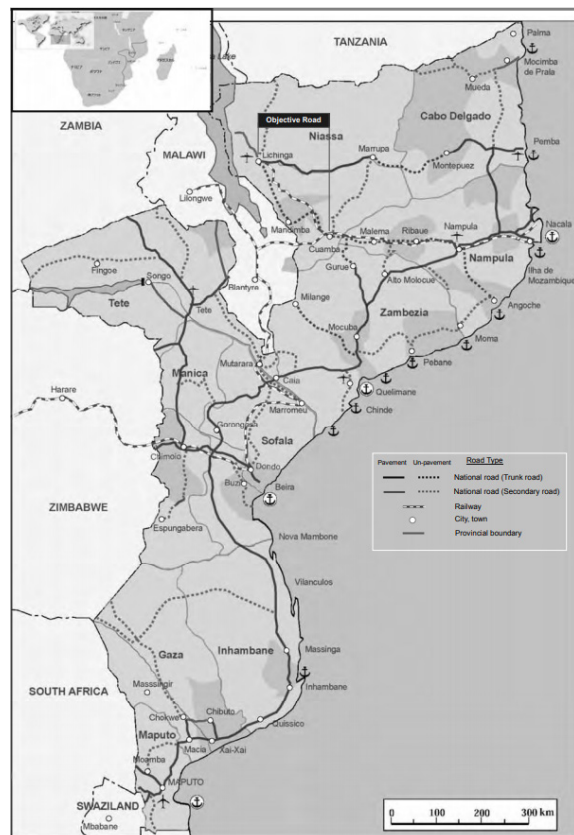 TANZANIA
Palma
Mocimba
de Prala
Mueda
Cabo Delgado
ZAMBIA
Objective Road
Niassa
MALAWI
Lichinga
Marrupa
Montepuez
Pemba
Lilongwe
Mandimba
Cuamba
Malema
Ribaue
Nampula
Nacala
Nampula
Ilha de
Mozambique
Fingoe
Songo
Blantyre
Gurue
Alto Molocue
Tete
Tete
Milange
Zambezia
Angoche
Mocuba
Moma
Manica
Mutarara
Pebane
Harare
Caia
Quelimane
Marromeu
Chinde
Gorongosa
Sofala
Chimoio
Dondo
Buzi
Beira
ZIMBABWE
Espungabera
Pavement Un-pavement Road Type
National road (Trunk road)
National road (Secondary road)
Railway
City, town
Provincial boundary
Nova Mambone
Vilanculos
Gaza
Inhambane
Massinga
SOUTH AFRICA
Masssingir
Inhambane
Chokwe
Chibuto
Quissico
Maputo
Macia
Xai-Xai
Moamba
MAPUTO
SWAZILAND
Mbabane
0 100 200 300 km